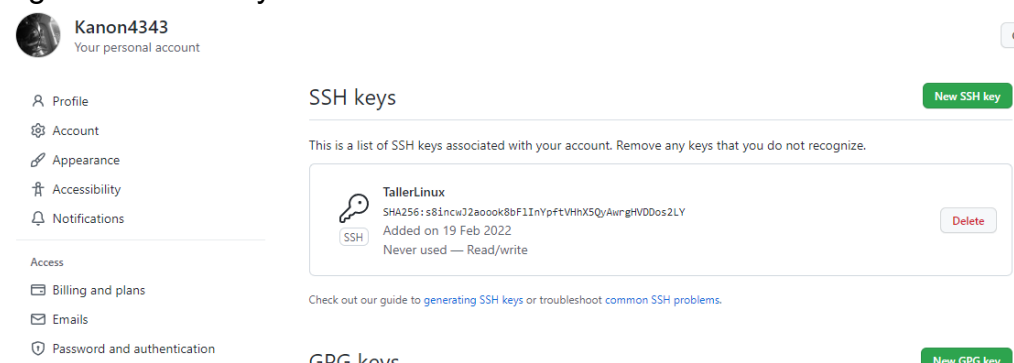 Kanon4343
Your personal account
Profile
Account
Appearance
Accessibility
Notifications
Access
Billing and plans
Emails
Password and authentication
SSH keys
New SSH key
This is a list of SSH keys associated with your account. Remove any keys that you do not recognize.
TallerLinux
SHA256:s8incwJ2aoook8bFlInYpftVHhX5QyAwrgHVDDos2LY
Added on 19 Feb 2022
SSH
Never used — Read/write
Delete
Check out our guide to generating SSH keys or troubleshoot common SSH problems.
GPG keys
New GPG key